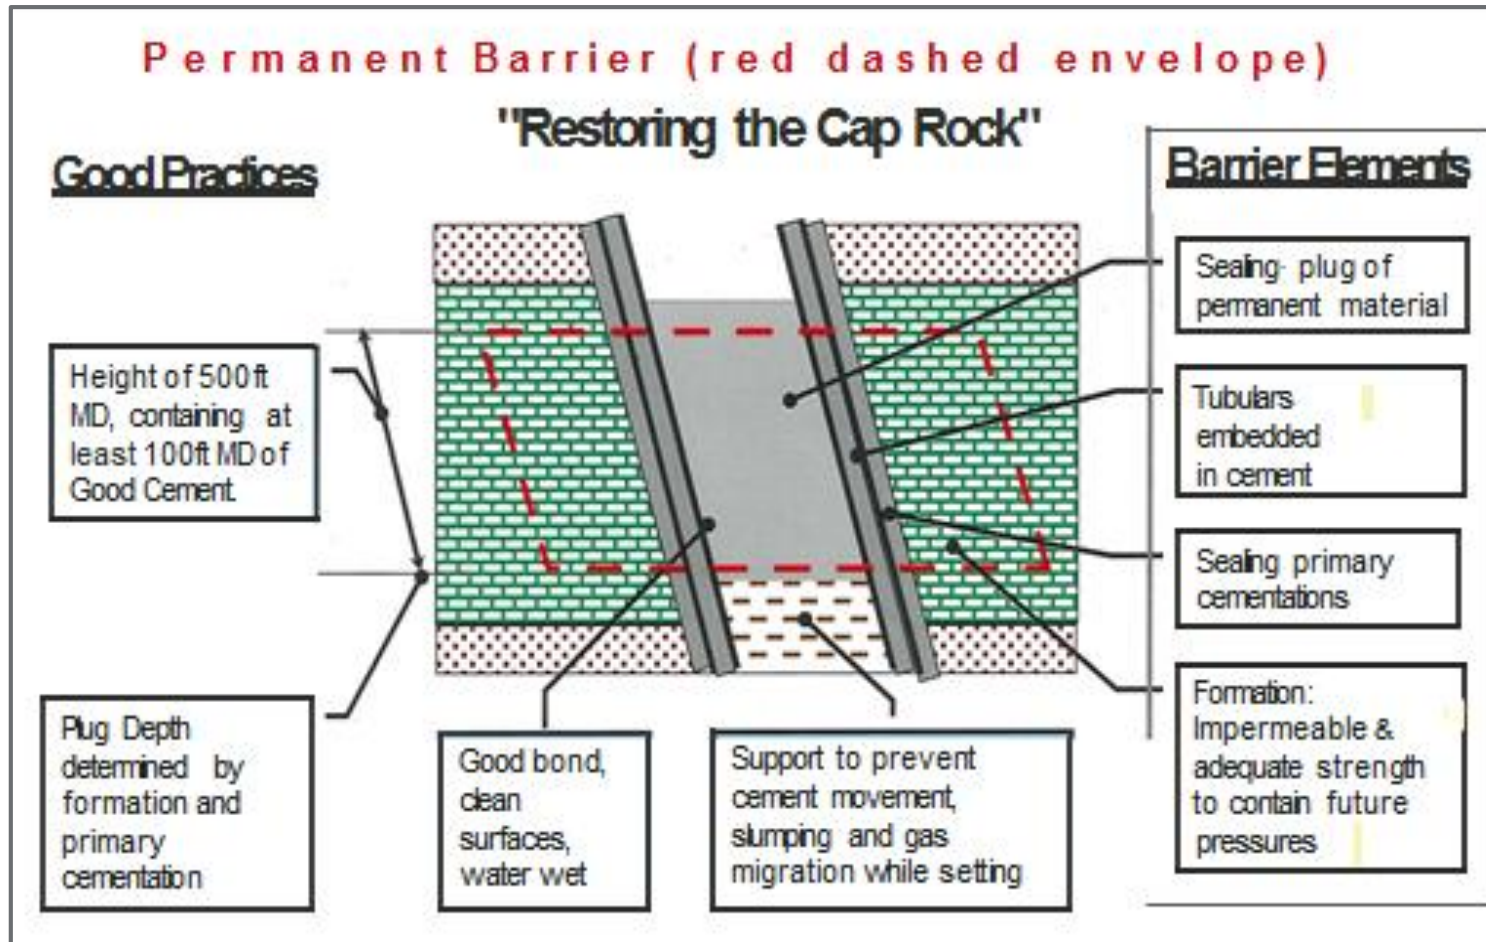 Permanent Barrier (red dashed envelope)
"Restoring the Cap Rock"
Good Practices
Height of 500ft
MD, containing at
least 100ft MD of
Good Cement.
Plug Depth
determined by
formation and
primary
cementation
Good bond,
clean
surfaces,
water wet
Support to prevent
cement movement,
slumping and gas
migration while setting
Barrier Elements
Sealing- plug of
permanent material
Tubulars
embedded
in cement
Sealing primary
cementations
Formation:
Impermeable &
adequate strength
to contain future
pressures